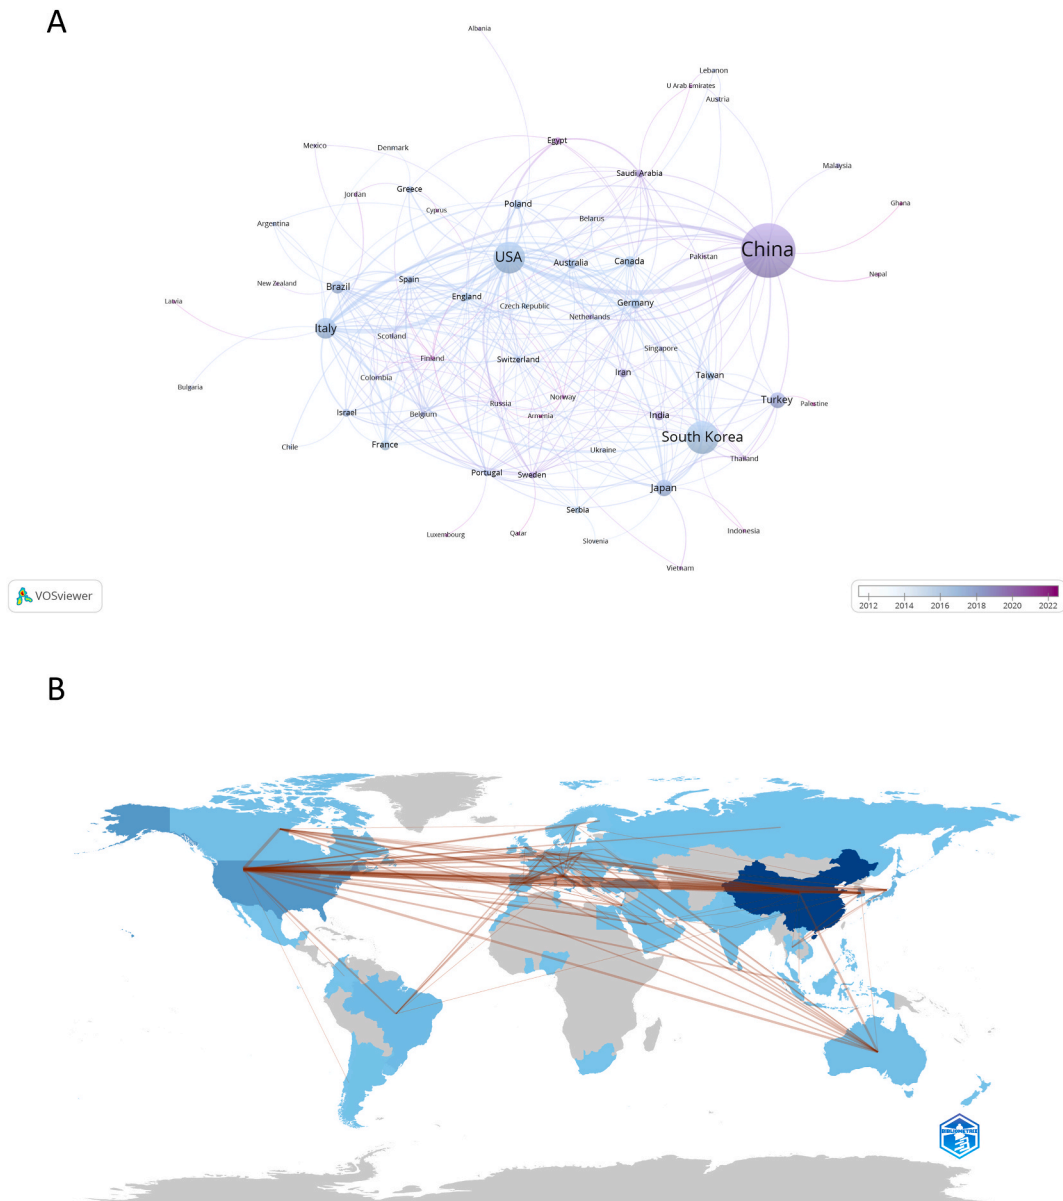 A
Albania
Lebanon
U Arab Emirates
Austria
Egypt
Mexico
Denmark
Malaysia
Saudi Arabia
Greece
Jordan
Ghana
Poland
Cyprus
Belarus
Argentina
China
USA
Pakistan
Australia
Canada
Nepal
Spain
New Zealand
Brazil
England
Latvia
Czech Republic
Germany
Netherlands
Italy
Scotland
Singapore
Finland
Switzerland
Iran
Taiwan
Colombia
Bulgaria
Norway
Turkey
Palestine
Russia
Israel
Belgium
Armenia
India
South Korea
Chile
France
Ukraine
Thailand
Portugal
Sweden
Japan
Serbia
Luxembourg
Qatar
Indonesia
Slovenia
Vietnam
VOSviewer
2012 2014 2016 2018 2020 2022
B
BIBLIOMETRIX